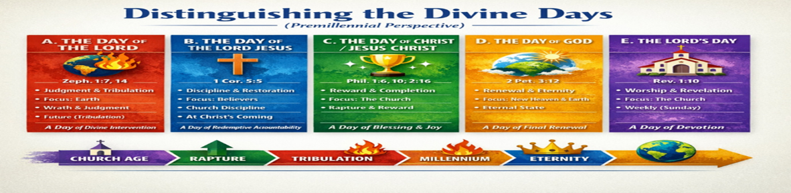 Distinguishing the Divine Days
(Premillennial Perspective)
A. THE DAY OF
THE LORD
Zeph. 1:7, 14
• Judgment & Tribulation
• Focus: Earth
• Wrath & Judgment
• Future (Tribulation)
A Day of Divine Intervention
B. THE DAY OF
THE LORD JESUS
1 Cor. 5:5
• Discipline & Restoration
• Focus: Believers
• Church Discipline
• At Christ's Coming
A Day of Redemptive Accountability
C. THE DAY OF CHRIST
/ JESUS CHRIST
Phil. 1:6, 10; 2:16
• Reward & Completion
• Focus: The Church
• Rapture & Reward
A Day of Blessing & Joy
D. THE DAY OF GOD
2 Pet. 3:12
• Renewal & Eternity
• Focus: New Heaven & Earth
• Eternal State
A Day of Final Renewal
E. THE LORD'S DAY
Rev. 1:10
• Worship & Revelation
• Focus: The Church
• Weekly (Sunday)
A Day of Devotion
CHURCH AGE
RAPTURE
TRIBULATION
MILLENNIUM
ETERNITY